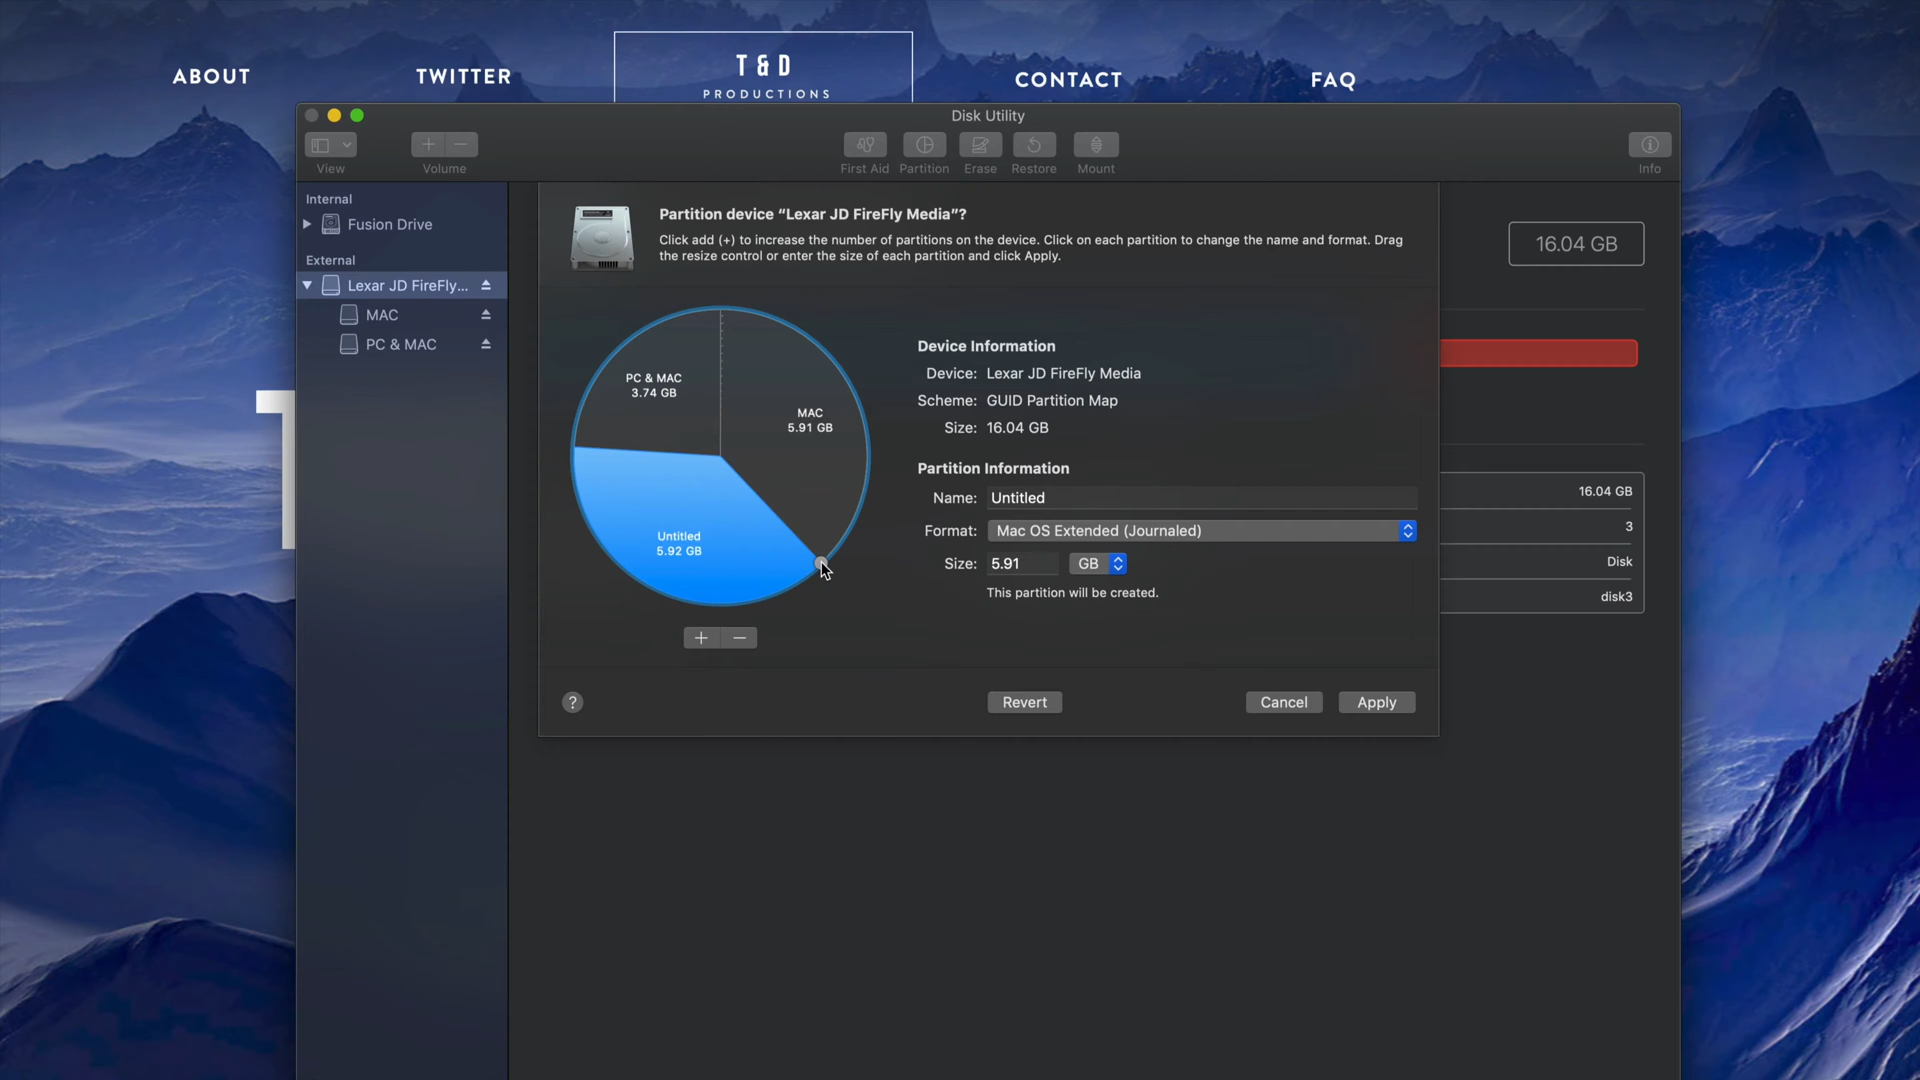 ABOUT
TWITTER
T & D
PRODUCTIONS
CONTACT
FAQ
T
Disk Utility
View
Volume
First Aid
Partition
Erase
Restore
Mount
Info
Internal
Fusion Drive
External
Lexar JD FireFly...
MAC
PC & MAC
Partition device “Lexar JD FireFly Media”?
Click add (+) to increase the number of partitions on the device. Click on each partition to change the name and format. Drag
the resize control or enter the size of each partition and click Apply.
16.04 GB
PC & MAC
3.74 GB
MAC
5.91 GB
Untitled
5.92 GB
Device Information
Device: Lexar JD FireFly Media
Scheme: GUID Partition Map
Size: 16.04 GB
Partition Information
Name: Untitled
Format: Mac OS Extended (Journaled)
Size: 5.91 GB
This partition will be created.
16.04 GB
3
Disk
disk3
+ −
?
Revert
Cancel
Apply